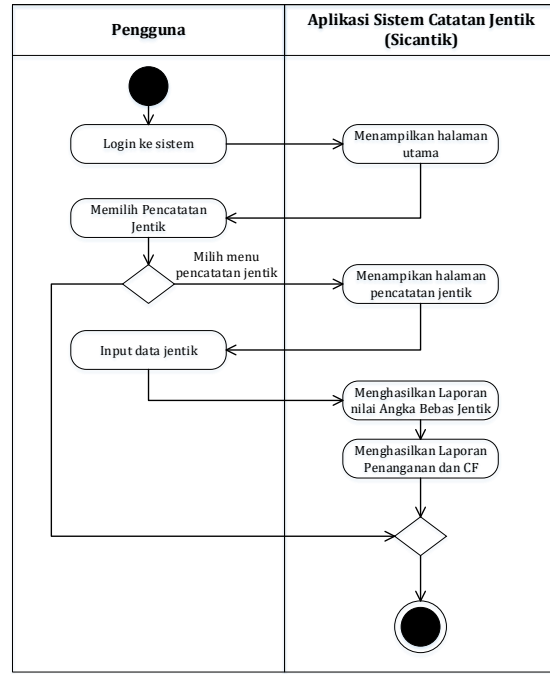 Pengguna
Aplikasi Sistem Catatan Jentik
(Sicantik)
Login ke sistem
Menampilkan halaman
utama
Memilih Pencatatan
Jentik
Milih menu
pencatatan jentik
Menampikan halaman
pencatatan jentik
Input data jentik
Menghasilkan Laporan
nilai Angka Bebas Jentik
Menghasilkan Laporan
Penanganan dan CF